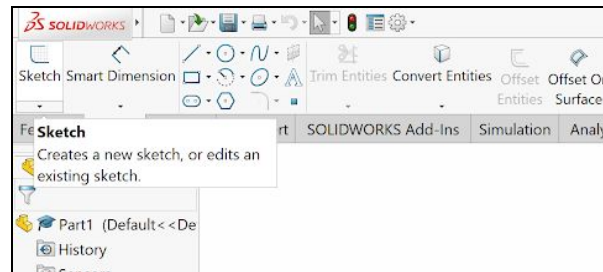 SOLIDWORKS
Sketch Smart Dimension Trim Entities Convert Entities Offset Entities Offset On Surface
Fe rt SOLIDWORKS Add-Ins Simulation Analy
Sketch
Creates a new sketch, or edits an
existing sketch.
Part1 (Default<<De
History